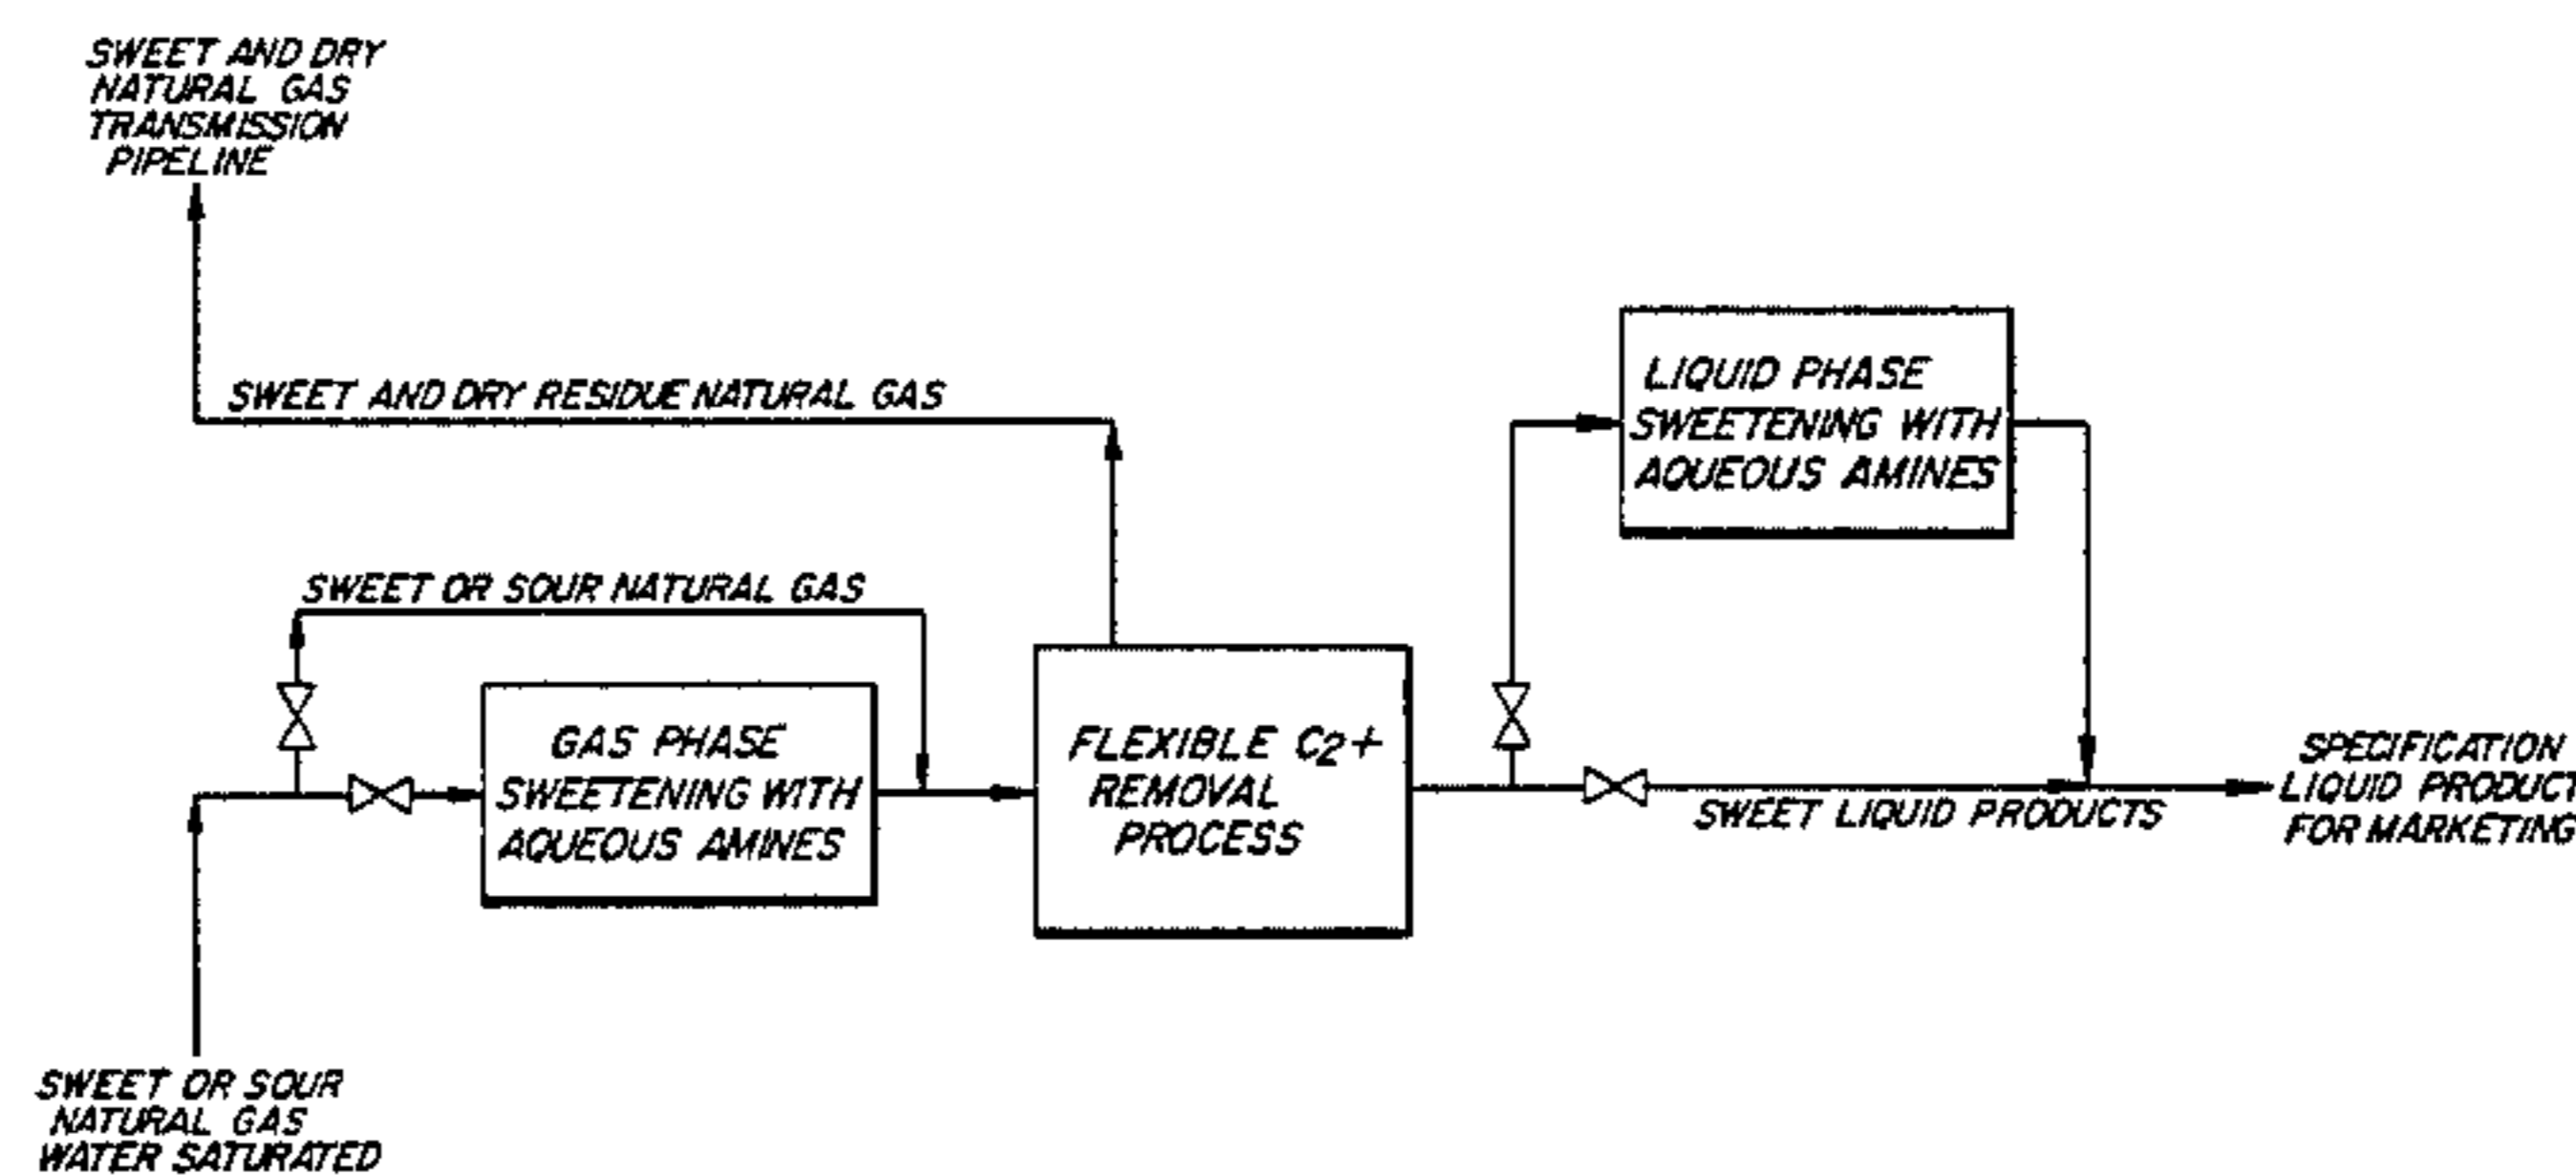 SWEET AND DRY
NATURAL GAS
TRANSMISSION
PIPELINE
SWEET AND DRY RESIDUE NATURAL GAS
LIQUID PHASE
SWEETENING WITH
AQUEOUS AMINES
SWEET OR SOUR NATURAL GAS
GAS PHASE
SWEETENING WITH
AQUEOUS AMINES
FLEXIBLE C2+
REMOVAL
PROCESS
SWEET LIQUID PRODUCTS
SPECIFICATION
LIQUID PRODUCT
FOR MARKETING
SWEET OR SOUR
NATURAL GAS
WATER SATURATED